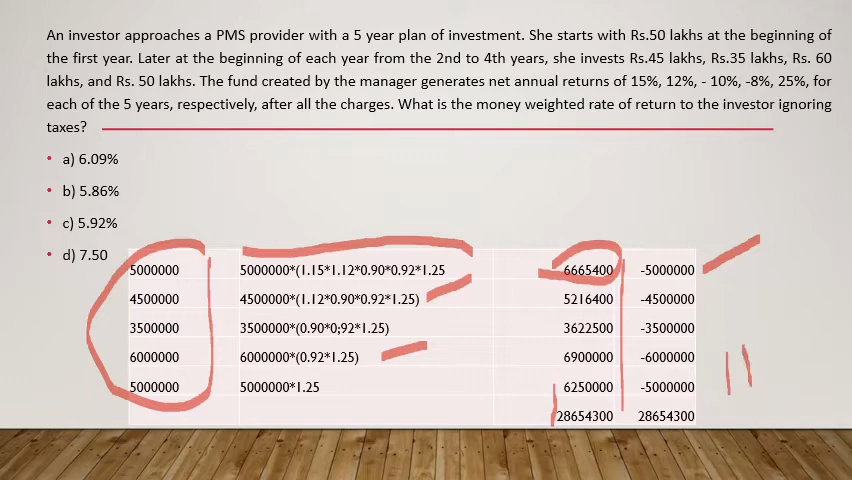 An investor approaches a PMS provider with a 5 year plan of investment. She starts with Rs.50 lakhs at the beginning of
the first year. Later at the beginning of each year from the 2nd to 4th years, she invests Rs.45 lakhs, Rs.35 lakhs, Rs. 60
lakhs, and Rs. 50 lakhs. The fund created by the manager generates net annual returns of 15%, 12%, - 10%, -8%, 25%, for
each of the 5 years, respectively, after all the charges. What is the money weighted rate of return to the investor ignoring
taxes?
• a) 6.09%
• b) 5.86%
• c) 5.92%
• d) 7.50
5000000 5000000*(1.15*1.12*0.90*0.92*1.25 6665400 -5000000
4500000 4500000*(1.12*0.90*0.92*1.25) 5216400 -4500000
3500000 3500000*(0.90*0;92*1.25) 3622500 -3500000
6000000 6000000*(0.92*1.25) 6900000 -6000000
5000000 5000000*1.25 6250000 -5000000
28654300 28654300